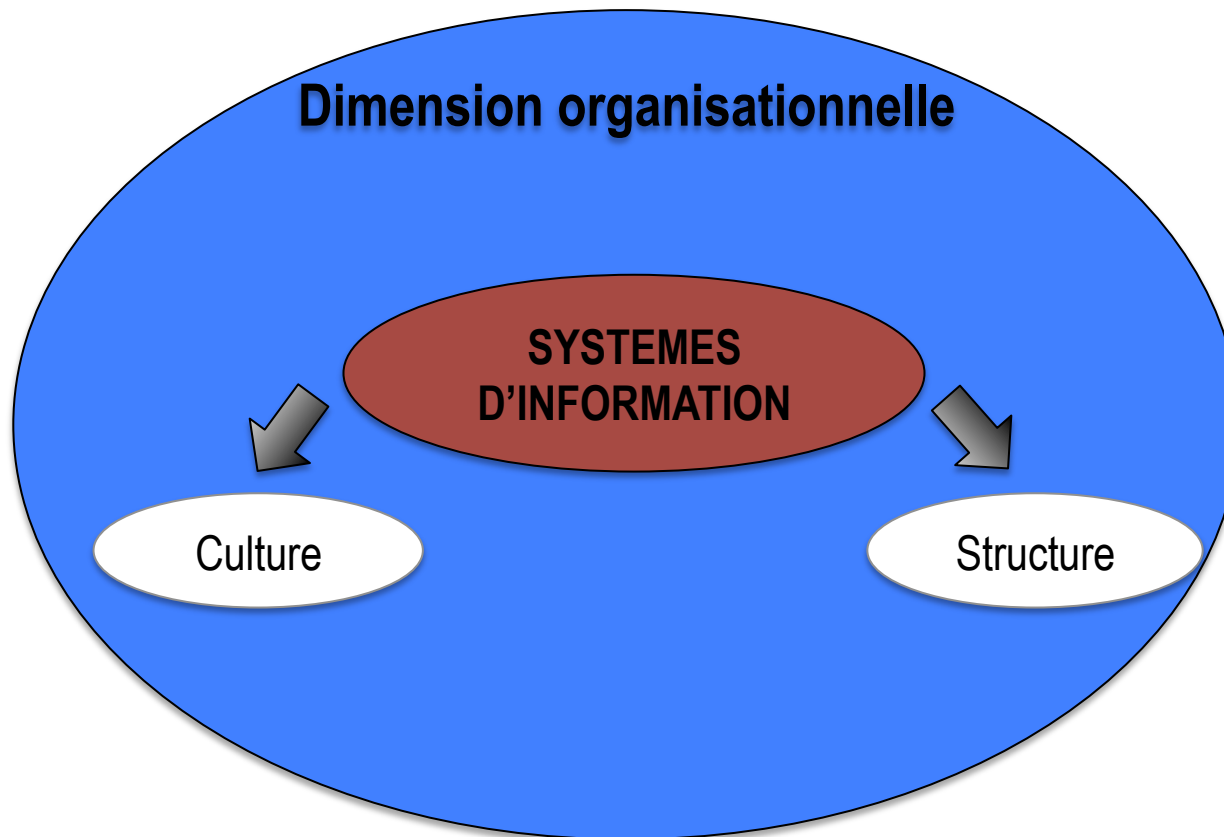 Dimension organisationnelle
SYSTEMES
D’INFORMATION
Culture
Structure